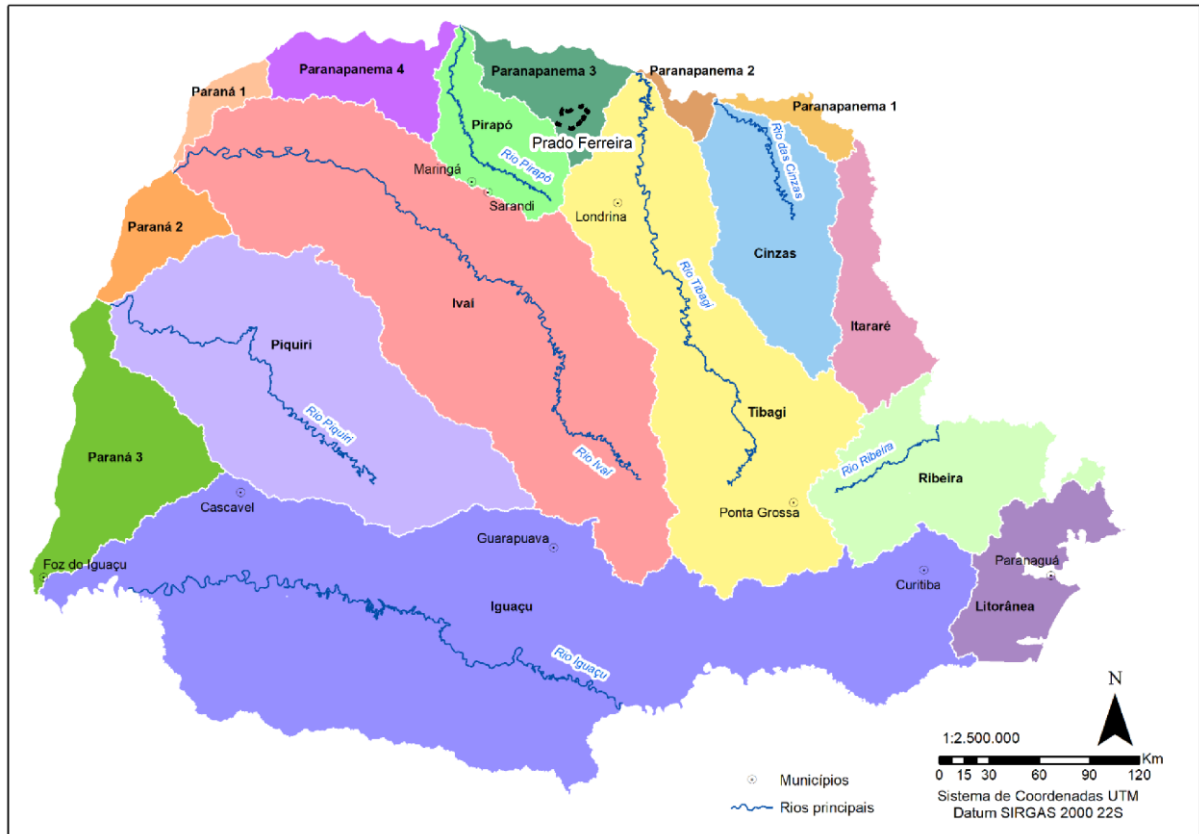 Paranapanema 4
Paranapanema 3
Paranapanema 2
Paraná 1
Paranapanema 1
Pirapó
Rio Pirapó
Prado Ferreira
Rio das Cinzas
Maringá
Sarandi
Londrina
Paraná 2
Cinzas
Rio Tibagi
Ivaí
Itararé
Piquiri
Rio Piquiri
Tibagi
Paraná 3
Rio Ivaí
Rio Ribeira
Ribeira
Cascavel
Ponta Grossa
Guarapuava
Foz do Iguaçu
Curitiba
Paranaguá
Iguaçu
Litorânea
Rio Iguaçu
N
1:2.500.000
Km
0 15 30 60 90 120
Municípios
Rios principais
Sistema de Coordenadas UTM
Datum SIRGAS 2000 22S